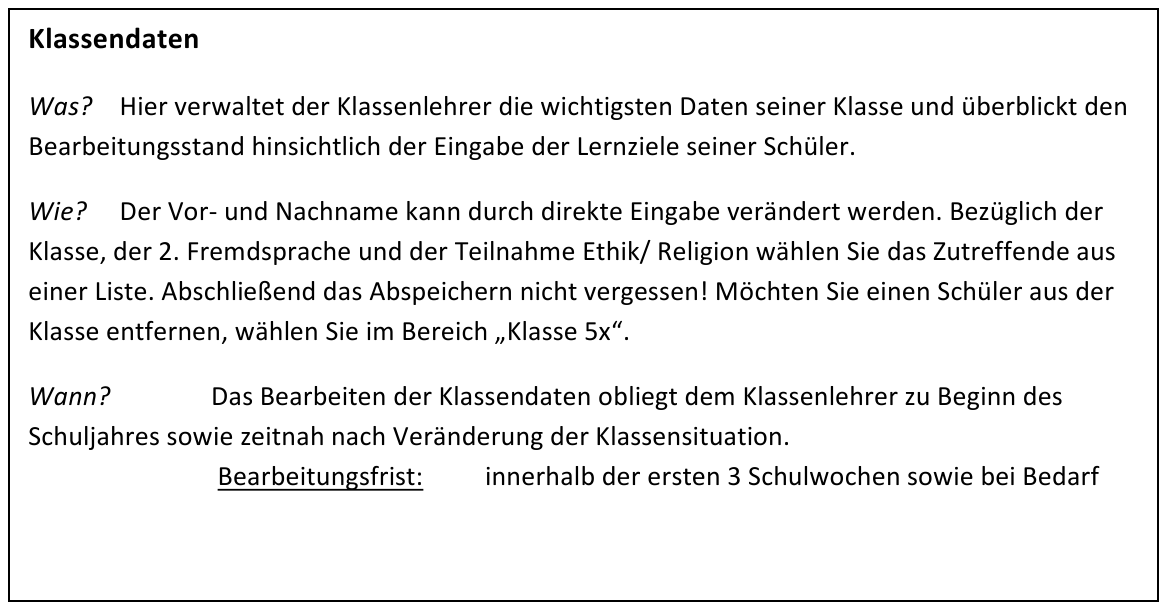 Klassendaten
Was? Hier verwaltet der Klassenlehrer die wichtigsten Daten seiner Klasse und überblickt den
Bearbeitungsstand hinsichtlich der Eingabe der Lernziele seiner Schüler.
Wie? Der Vor- und Nachname kann durch direkte Eingabe verändert werden. Bezüglich der
Klasse, der 2. Fremdsprache und der Teilnahme Ethik/ Religion wählen Sie das Zutreffende aus
einer Liste. Abschließend das Abspeichern nicht vergessen! Möchten Sie einen Schüler aus der
Klasse entfernen, wählen Sie im Bereich „Klasse 5x“.
Wann? Das Bearbeiten der Klassendaten obliegt dem Klassenlehrer zu Beginn des
Schuljahres sowie zeitnah nach Veränderung der Klassensituation.
Bearbeitungsfrist: innerhalb der ersten 3 Schulwochen sowie bei Bedarf